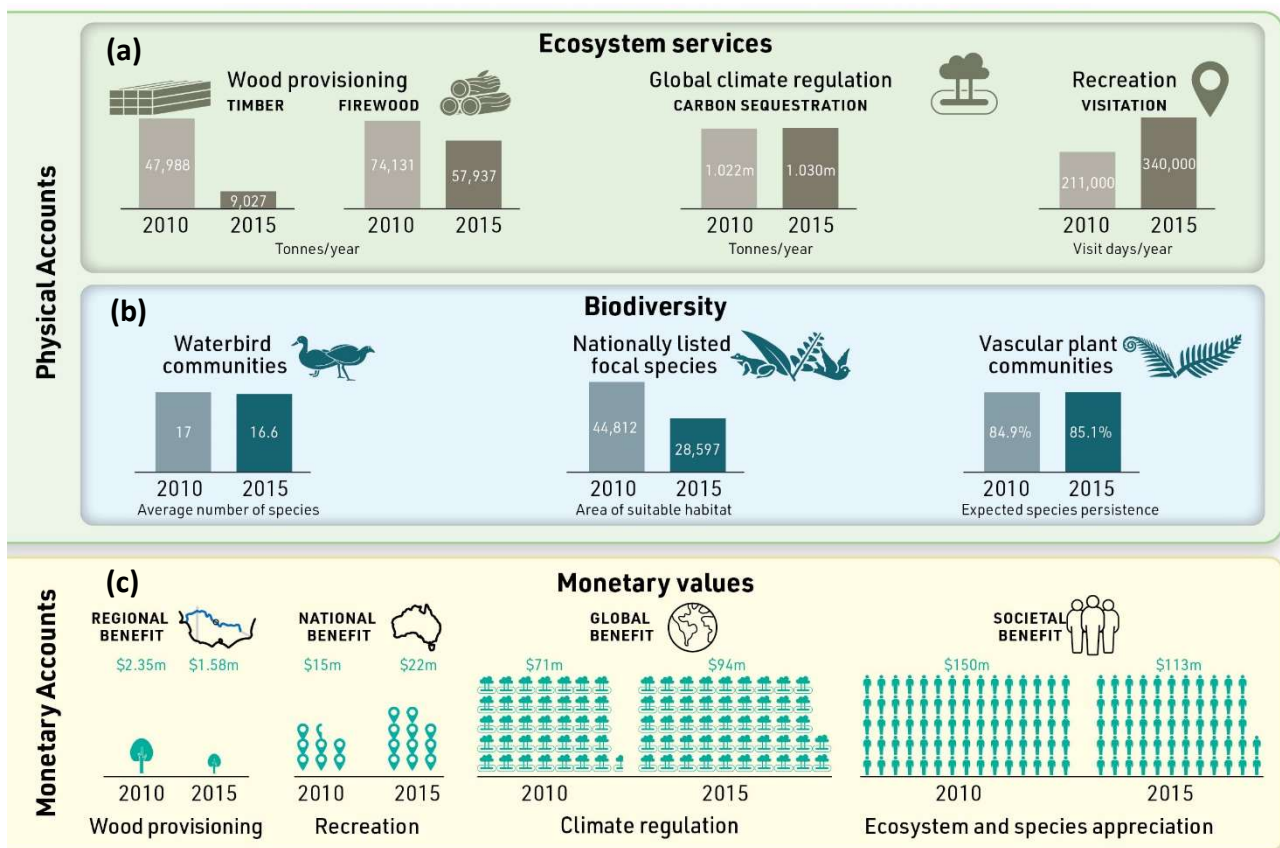 Physical Accounts
(a)
Ecosystem services
Wood provisioning
TIMBER
FIREWOOD
47,988
9,027
74,131
57,937
2010
2015
2010
2015
Tonnes/year
Global climate regulation
CARBON SEQUESTRATION
1.022m
1.030m
2010
2015
Tonnes/year
Recreation
VISITATION
211,000
340,000
2010
2015
Visit days/year
(b)
Biodiversity
Waterbird
communities
17
16.6
2010
2015
Average number of species
Nationally listed
focal species
44,812
28,597
2010
2015
Area of suitable habitat
Vascular plant
communities
84.9%
85.1%
2010
2015
Expected species persistence
Monetary Accounts
(c)
Monetary values
REGIONAL
BENEFIT
$2.35m
$1.58m
2010
2015
Wood provisioning
NATIONAL
BENEFIT
$15m
$22m
2010
2015
Recreation
GLOBAL
BENEFIT
$71m
$94m
2010
2015
Climate regulation
SOCIETAL
BENEFIT
$150m
$113m
2010
2015
Ecosystem and species appreciation